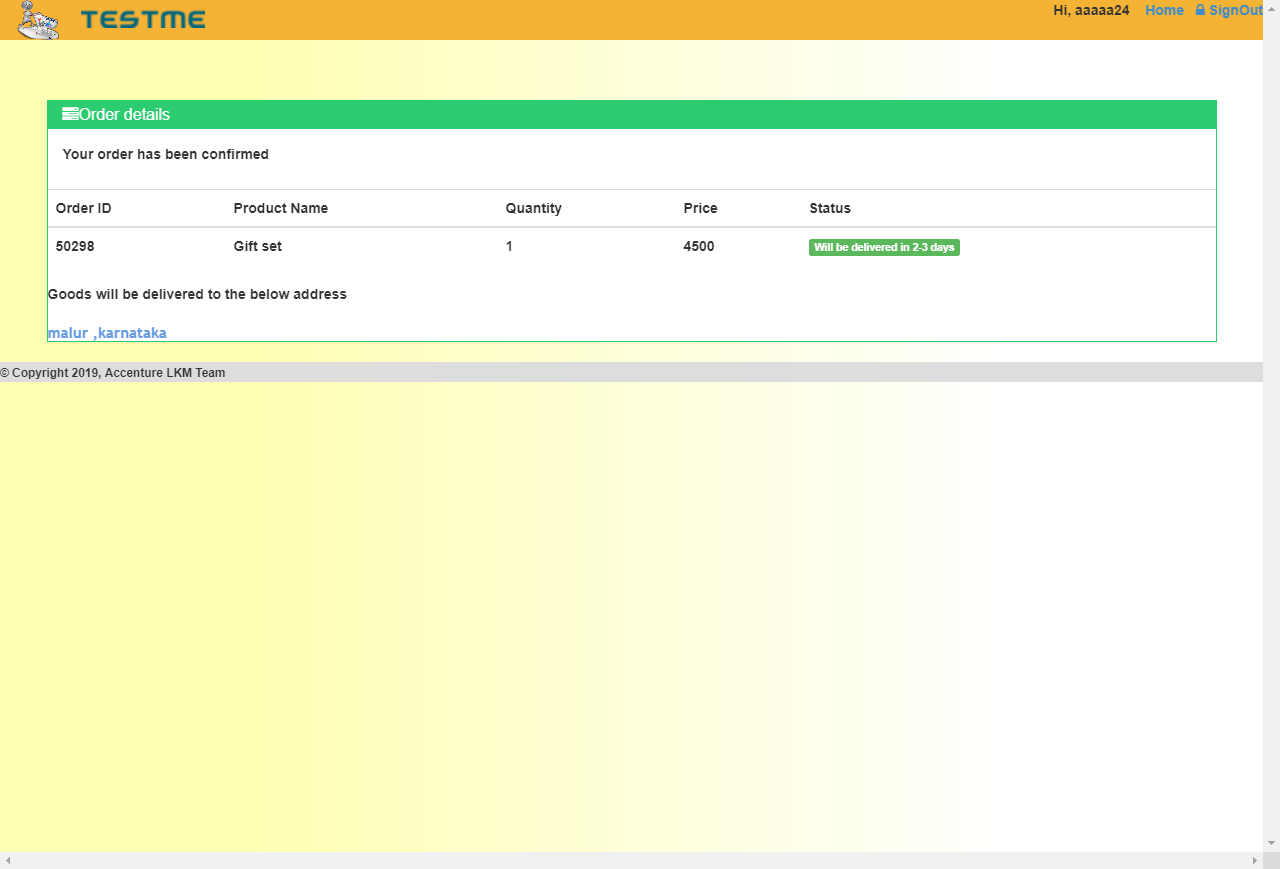 TESTME
Hi, aaaaa24 Home SignOut
Order details
Your order has been confirmed
Order ID Product Name Quantity Price Status
50298 Gift set 1 4500 Will be delivered in 2-3 days
Goods will be delivered to the below address
malur ,karnataka
© Copyright 2019, Accenture LKM Team